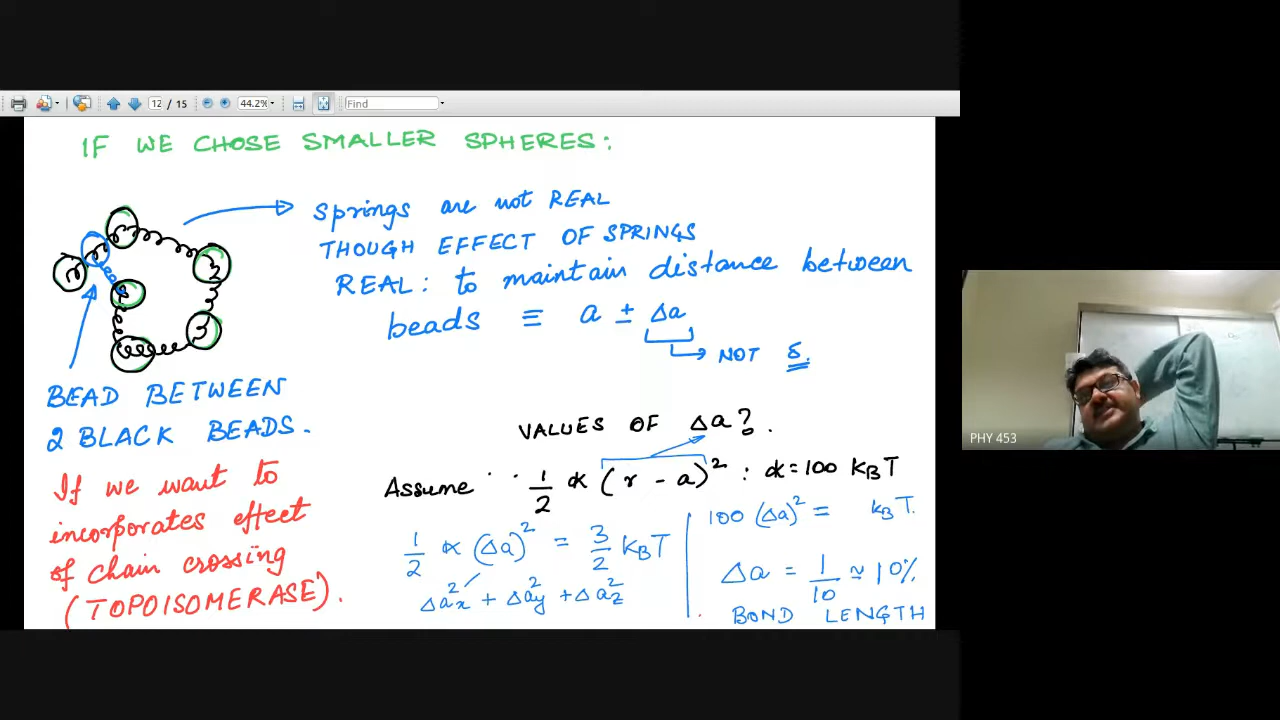 12 / 15
44.2%
Find
IF WE CHOSE SMALLER SPHERES:
Springs are not REAL
THOUGH EFFECT OF SPRINGS
REAL: to maintain distance between
beads ≡ a ± Δa
NOT δ.
BEAD BETWEEN
2 BLACK BEADS.
If we want to
incorporates effect
of chain crossing
(TOPOISOMERASE).
VALUES OF Δa?.
Assume ½ α (r - a)² : α = 100 KBT
½ α (Δa)² = 3/2 KBT
Δa²x + Δa²y + Δa²z
100 (Δa)² = KBT.
Δa = 1/10 ≃ 10%
BOND LENGTH
PHY 453